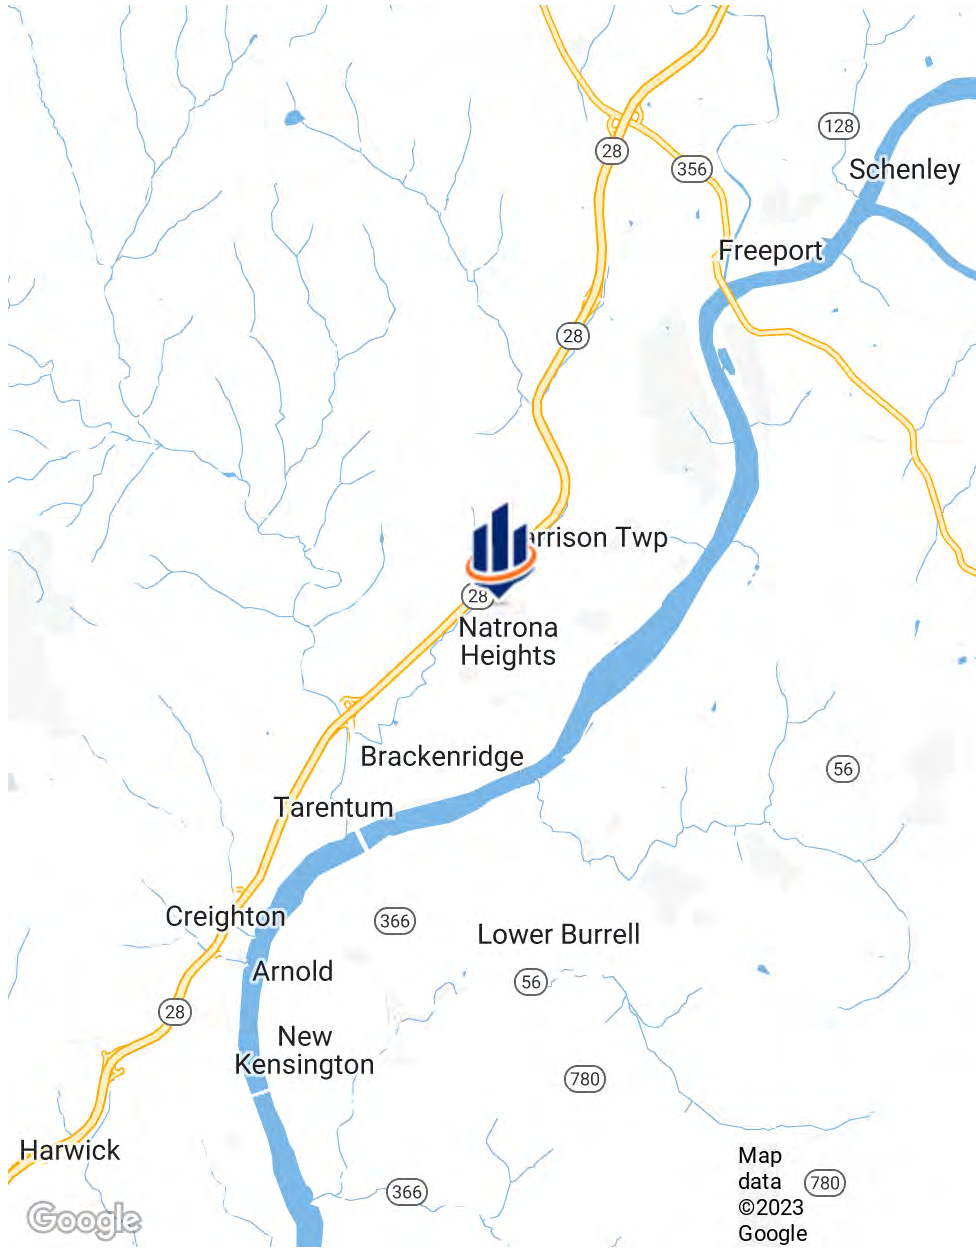 128
28
356
Schenley
Freeport
28
arrison Twp
28
Natrona
Heights
Brackenridge
56
Tarentum
Creighton
366
Lower Burrell
Arnold
56
28
New
Kensington
780
Harwick
Map
data
©2023
Google
780
366
Google